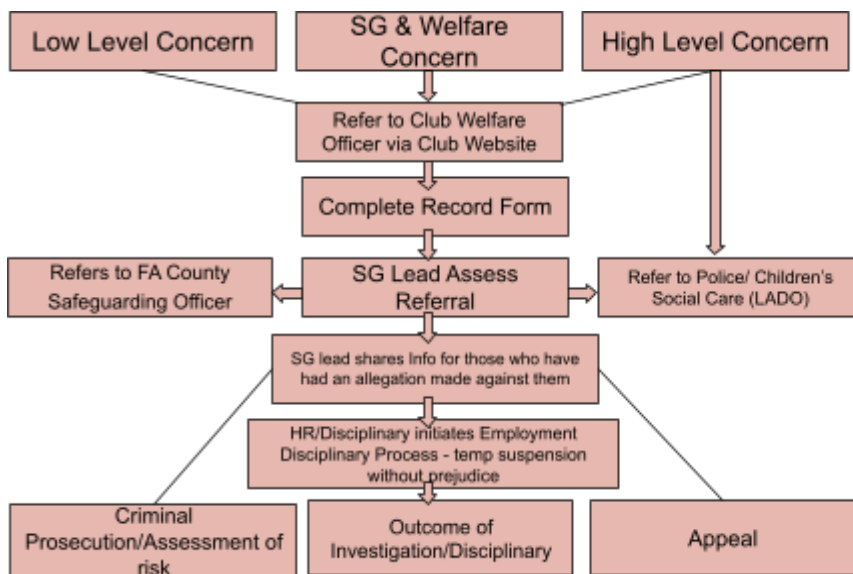 Low Level Concern
SG & Welfare
Concern
High Level Concern
Refer to Club Welfare
Officer via Club Website
Complete Record Form
Refers to FA County
Safeguarding Officer
SG Lead Assess
Referral
Refer to Police/ Children's
Social Care (LADO)
SG lead shares Info for those who have
had an allegation made against them
HR/Disciplinary initiates Employment
Disciplinary Process - temp suspension
without prejudice
Criminal
Prosecution/Assessment of
risk
Outcome of
Investigation/Disciplinary
Appeal